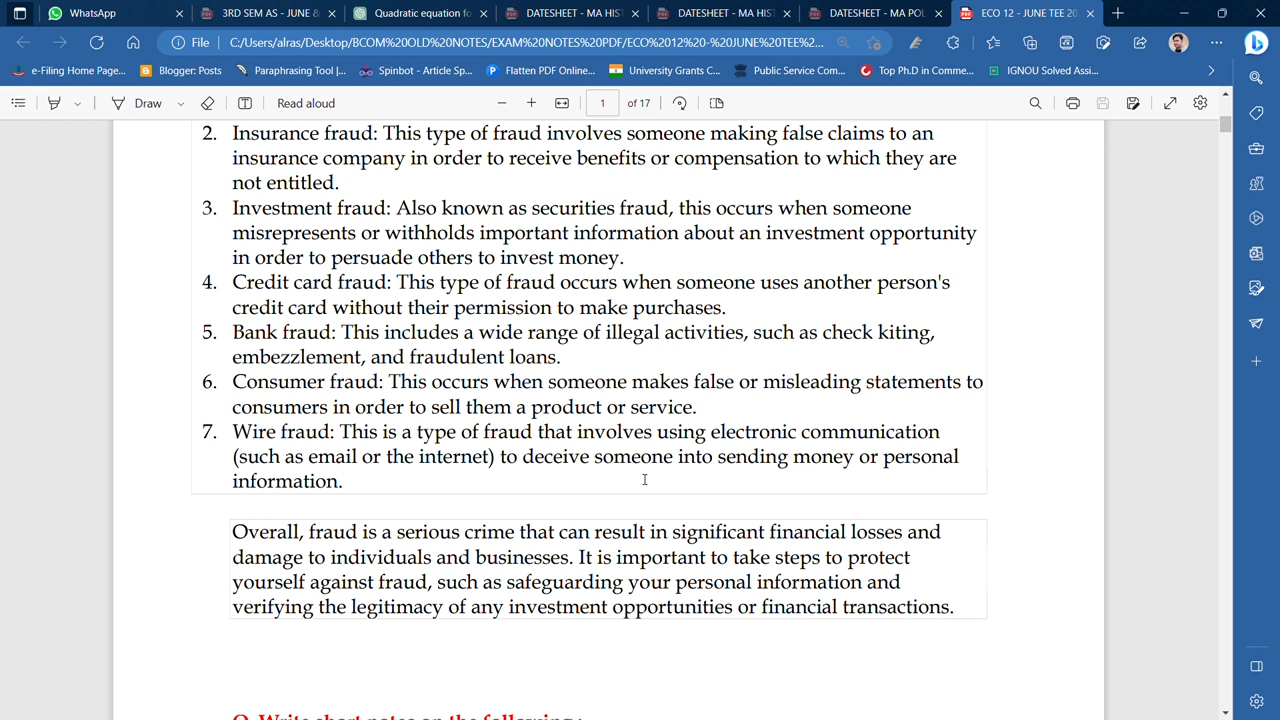 WhatsApp
3RD SEM AS - JUNE &
Quadratic equation fo
DATESHEET - MA HIS
DATESHEET - MA HIS
DATESHEET - MA POL
ECO 12 - JUNE TEE 20
File
C:/Users/alras/Desktop/BCOM%20OLD%20NOTES/EXAM%20NOTES%20PDF/ECO%2012%20-%20JUNE%20TEE%2...
e-Filing Home Page...
Blogger: Posts
Paraphrasing Tool |...
Spinbot - Article Sp...
Flatten PDF Online...
University Grants C...
Public Service Com...
Top Ph.D in Comme...
IGNOU Solved Assi...
Draw
Read aloud
1 of 17
2. Insurance fraud: This type of fraud involves someone making false claims to an
insurance company in order to receive benefits or compensation to which they are
not entitled.
3. Investment fraud: Also known as securities fraud, this occurs when someone
misrepresents or withholds important information about an investment opportunity
in order to persuade others to invest money.
4. Credit card fraud: This type of fraud occurs when someone uses another person's
credit card without their permission to make purchases.
5. Bank fraud: This includes a wide range of illegal activities, such as check kiting,
embezzlement, and fraudulent loans.
6. Consumer fraud: This occurs when someone makes false or misleading statements to
consumers in order to sell them a product or service.
7. Wire fraud: This is a type of fraud that involves using electronic communication
(such as email or the internet) to deceive someone into sending money or personal
information.
Overall, fraud is a serious crime that can result in significant financial losses and
damage to individuals and businesses. It is important to take steps to protect
yourself against fraud, such as safeguarding your personal information and
verifying the legitimacy of any investment opportunities or financial transactions.
Q. Write short notes on the following: